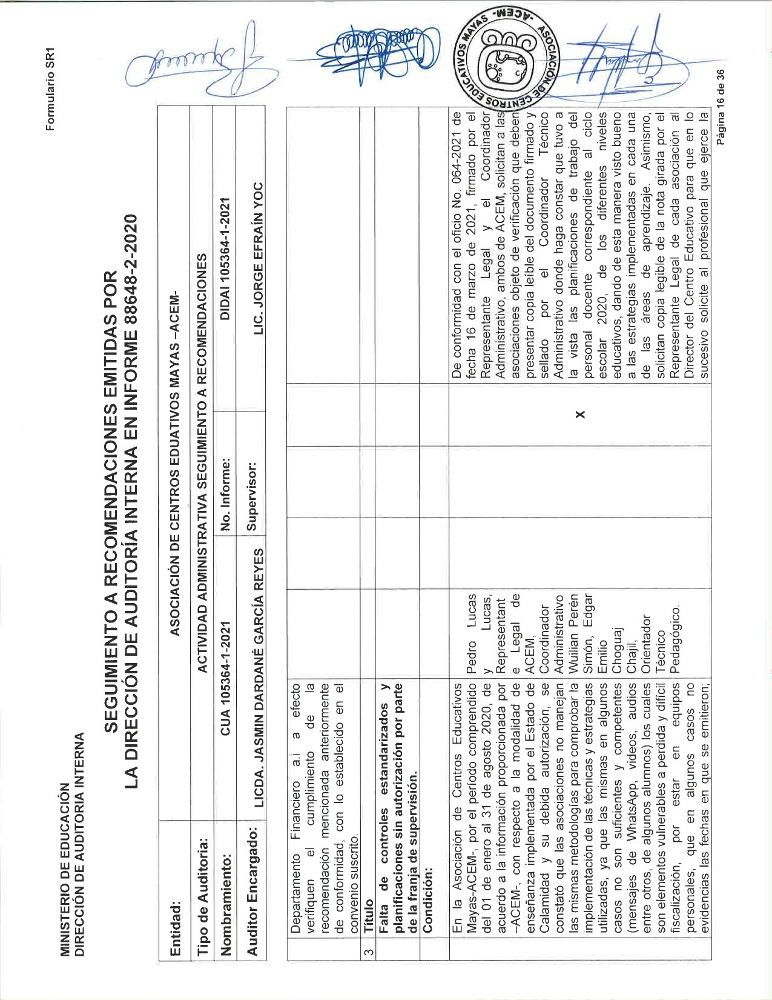 Formulario SR1
MINISTERIO DE EDUCACIÓN
DIRECCIÓN DE AUDITORIA INTERNA
SEGUIMIENTO A RECOMENDACIONES EMITIDAS POR
LA DIRECCIÓN DE AUDITORÍA INTERNA EN INFORME 88648-2-2020
Entidad: ASOCIACIÓN DE CENTROS EDUATIVOS MAYAS –ACEM-
Tipo de Auditoria: ACTIVIDAD ADMINISTRATIVA SEGUIMIENTO A RECOMENDACIONES
Nombramiento: CUA 105364-1-2021 No. Informe: DIDAI 105364-1-2021
Auditor Encargado: LICDA. JASMIN DARDANÉ GARCÍA REYES Supervisor: LIC. JORGE EFRAÍN YOC
Departamento Financiero a.i a efecto
verifiquen el cumplimiento de la
recomendación mencionada anteriormente
de conformidad, con lo establecido en el
convenio suscrito.
3 Título
Falta de controles estandarizados y
planificaciones sin autorización por parte
de la franja de supervisión.
Condición:
En la Asociación de Centros Educativos
Mayas-ACEM-, por el período comprendido
del 01 de enero al 31 de agosto 2020, de
acuerdo a la información proporcionada por
–ACEM-, con respecto a la modalidad de
enseñanza implementada por el Estado de
Calamidad y su debida autorización, se
constató que las asociaciones no manejan
las mismas metodologías para comprobar la
implementación de las técnicas y estrategias
utilizadas, ya que las mismas en algunos
casos no son suficientes y competentes
(mensajes de WhatsApp, videos, audios
entre otros, de algunos alumnos) los cuales
son elementos vulnerables a perdida y difícil
fiscalización, por estar en equipos
personales, que en algunos casos no
evidencias las fechas en que se emitieron;
Pedro Lucas
y Lucas,
Representant
e Legal de
ACEM,
Coordinador
Administrativo
Wuilian Perén
Simón, Edgar
Emilio
Choguaj
Chajil,
Orientador
Técnico
Pedagógico.
X
De conformidad con el oficio No. 064-2021 de
fecha 16 de marzo de 2021, firmado por el
Representante Legal y el Coordinador
Administrativo, ambos de ACEM, solicitan a las
asociaciones objeto de verificación que deben
presentar copia leible del documento firmado y
sellado por el Coordinador Técnico
Administrativo donde haga constar que tuvo a
la vista las planificaciones de trabajo del
personal docente correspondiente al ciclo
escolar 2020, de los diferentes niveles
educativos, dando de esta manera visto bueno
a las estrategias implementadas en cada una
de las áreas de aprendizaje. Asimismo,
solicitan copia legible de la nota girada por el
Representante Legal de cada asociación al
Director del Centro Educativo para que en lo
sucesivo solicite al profesional que ejerce la
ASOCIACIÓN DE CENTROS EDUCATIVOS MAYAS -ACEM-
Página 16 de 36